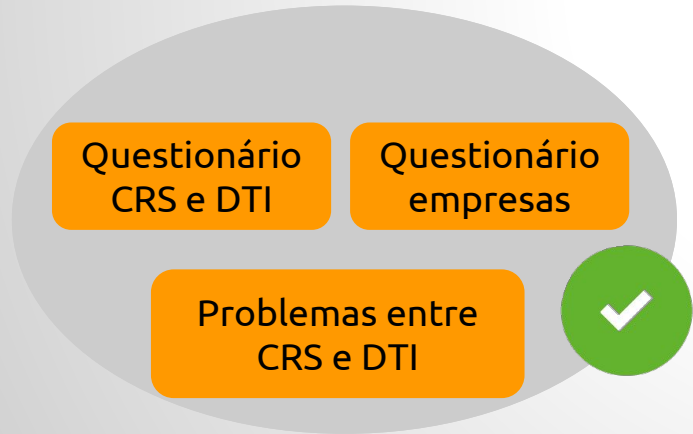 Questionário
CRS e DTI
Questionário
empresas
Problemas entre
CRS e DTI